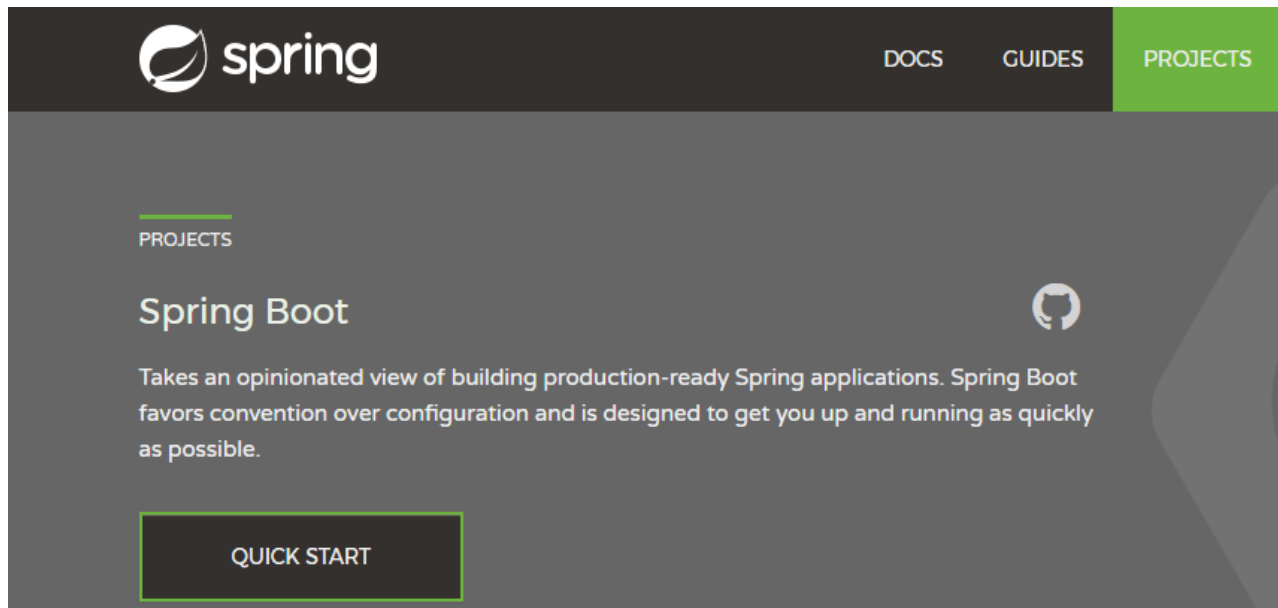 spring
DOCS GUIDES PROJECTS
PROJECTS
Spring Boot
Takes an opinionated view of building production-ready Spring applications. Spring Boot
favors convention over configuration and is designed to get you up and running as quickly
as possible.
QUICK START